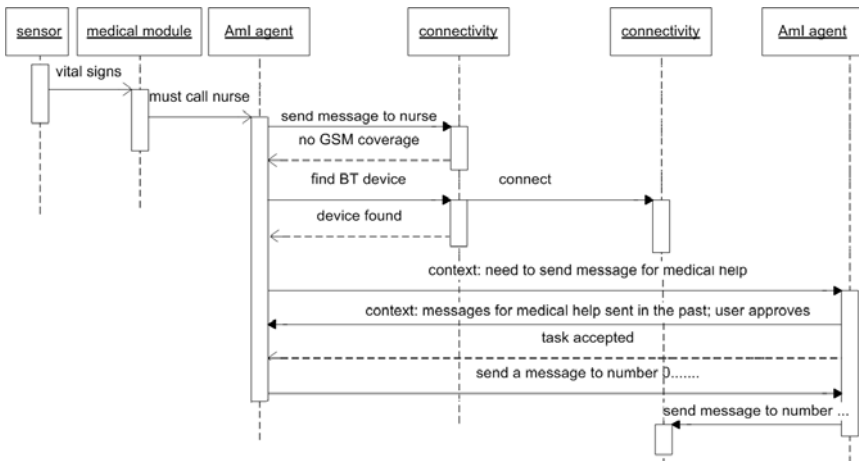 sensor
medical module
AmI agent
connectivity
connectivity
AmI agent
vital signs
must call nurse
send message to nurse
no GSM coverage
find BT device
connect
device found
context: need to send message for medical help
context: messages for medical help sent in the past; user approves
task accepted
send a message to number 0.......
send message to number ...